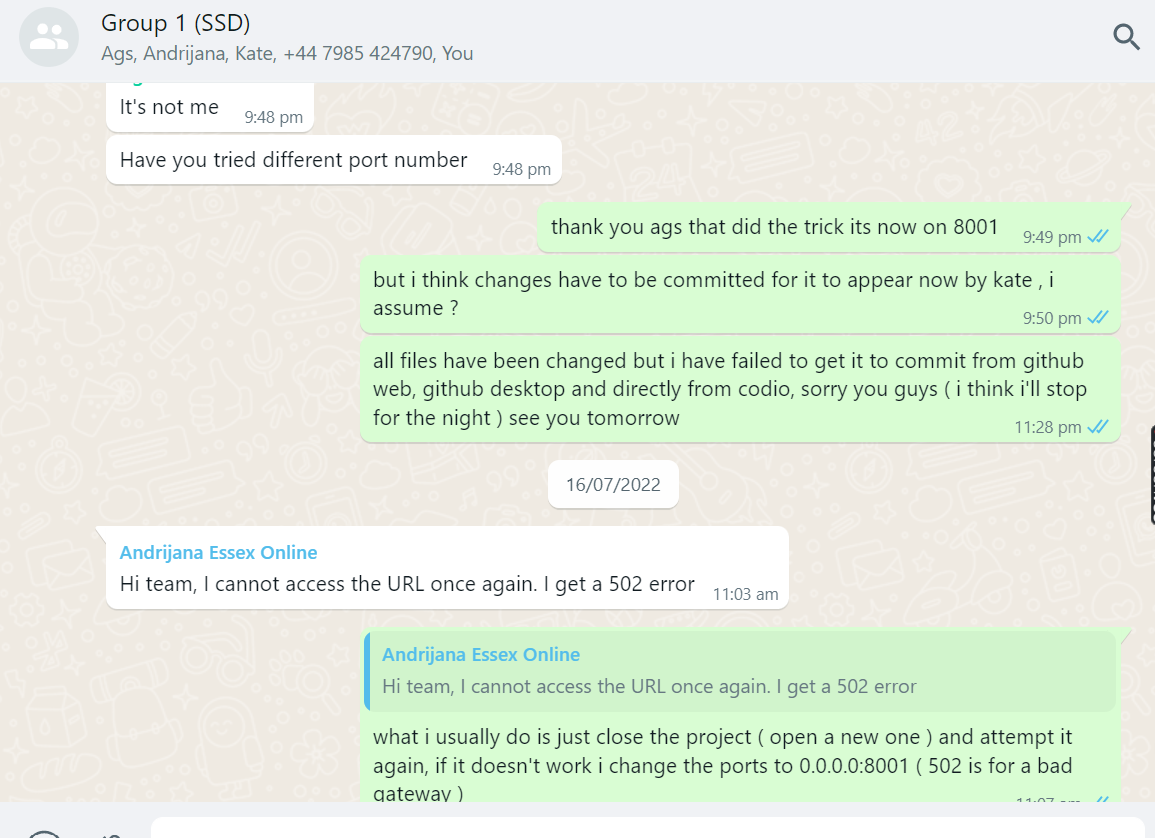 Group 1 (SSD)
Ags, Andrijana, Kate, +44 7985 424790, You
It's not me
9:48 pm
Have you tried different port number
9:48 pm
thank you ags that did the trick its now on 8001
9:49 pm
but i think changes have to be committed for it to appear now by kate , i
assume ?
9:50 pm
all files have been changed but i have failed to get it to commit from github
web, github desktop and directly from codio, sorry you guys ( i think i'll stop
for the night ) see you tomorrow
11:28 pm
16/07/2022
Andrijana Essex Online
Hi team, I cannot access the URL once again. I get a 502 error
11:03 am
Andrijana Essex Online
Hi team, I cannot access the URL once again. I get a 502 error
what i usually do is just close the project ( open a new one ) and attempt it
again, if it doesn't work i change the ports to 0.0.0.0:8001 ( 502 is for a bad
gateway )